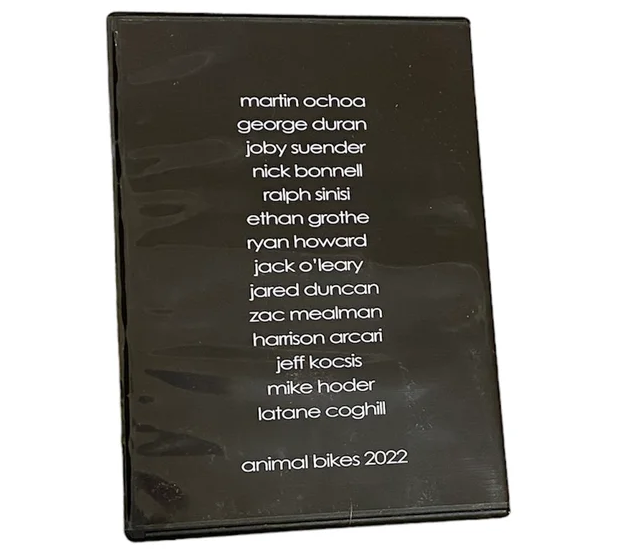 martin ochoa
george duran
joby suender
nick bonnell
ralph sinisi
ethan grothe
ryan howard
jack o'leary
jared duncan
zac mealman
harrison arcari
jeff kocsis
mike hoder
latane coghill
animal bikes 2022